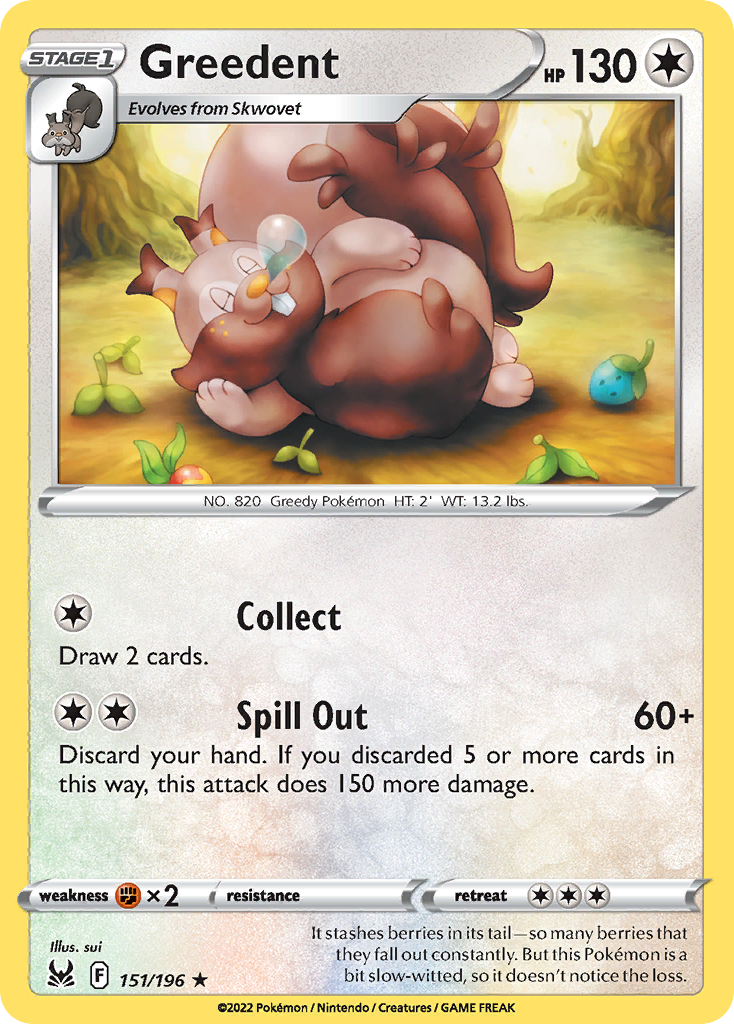 STAGE 1
Greedent
HP 130
Evolves from Skwovet
NO. 820 Greedy Pokémon HT: 2' WT: 13.2 lbs.
Collect
Draw 2 cards.
Spill Out 60+
Discard your hand. If you discarded 5 or more cards in
this way, this attack does 150 more damage.
weakness ×2 resistance retreat
It stashes berries in its tail—so many berries that
they fall out constantly. But this Pokémon is a
bit slow-witted, so it doesn't notice the loss.
Illus. sui
F 151/196 ★
©2022 Pokémon / Nintendo / Creatures / GAME FREAK